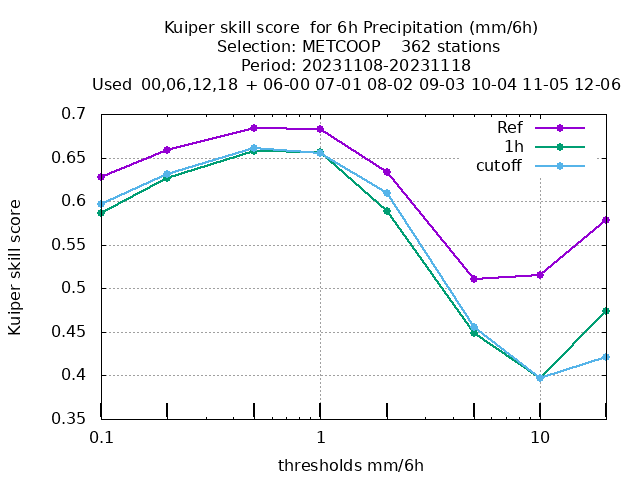 Kuiper skill score  for 6h Precipitation (mm/6h)
Selection: METCOOP    362 stations
Period: 20231108-20231118
Used  00,06,12,18  + 06-00 07-01 08-02 09-03 10-04 11-05 12-06
Ref
1h
cutoff
0.7
0.65
0.6
0.55
0.5
0.45
0.4
0.35
Kuiper skill score
0.1 1 10
thresholds mm/6h